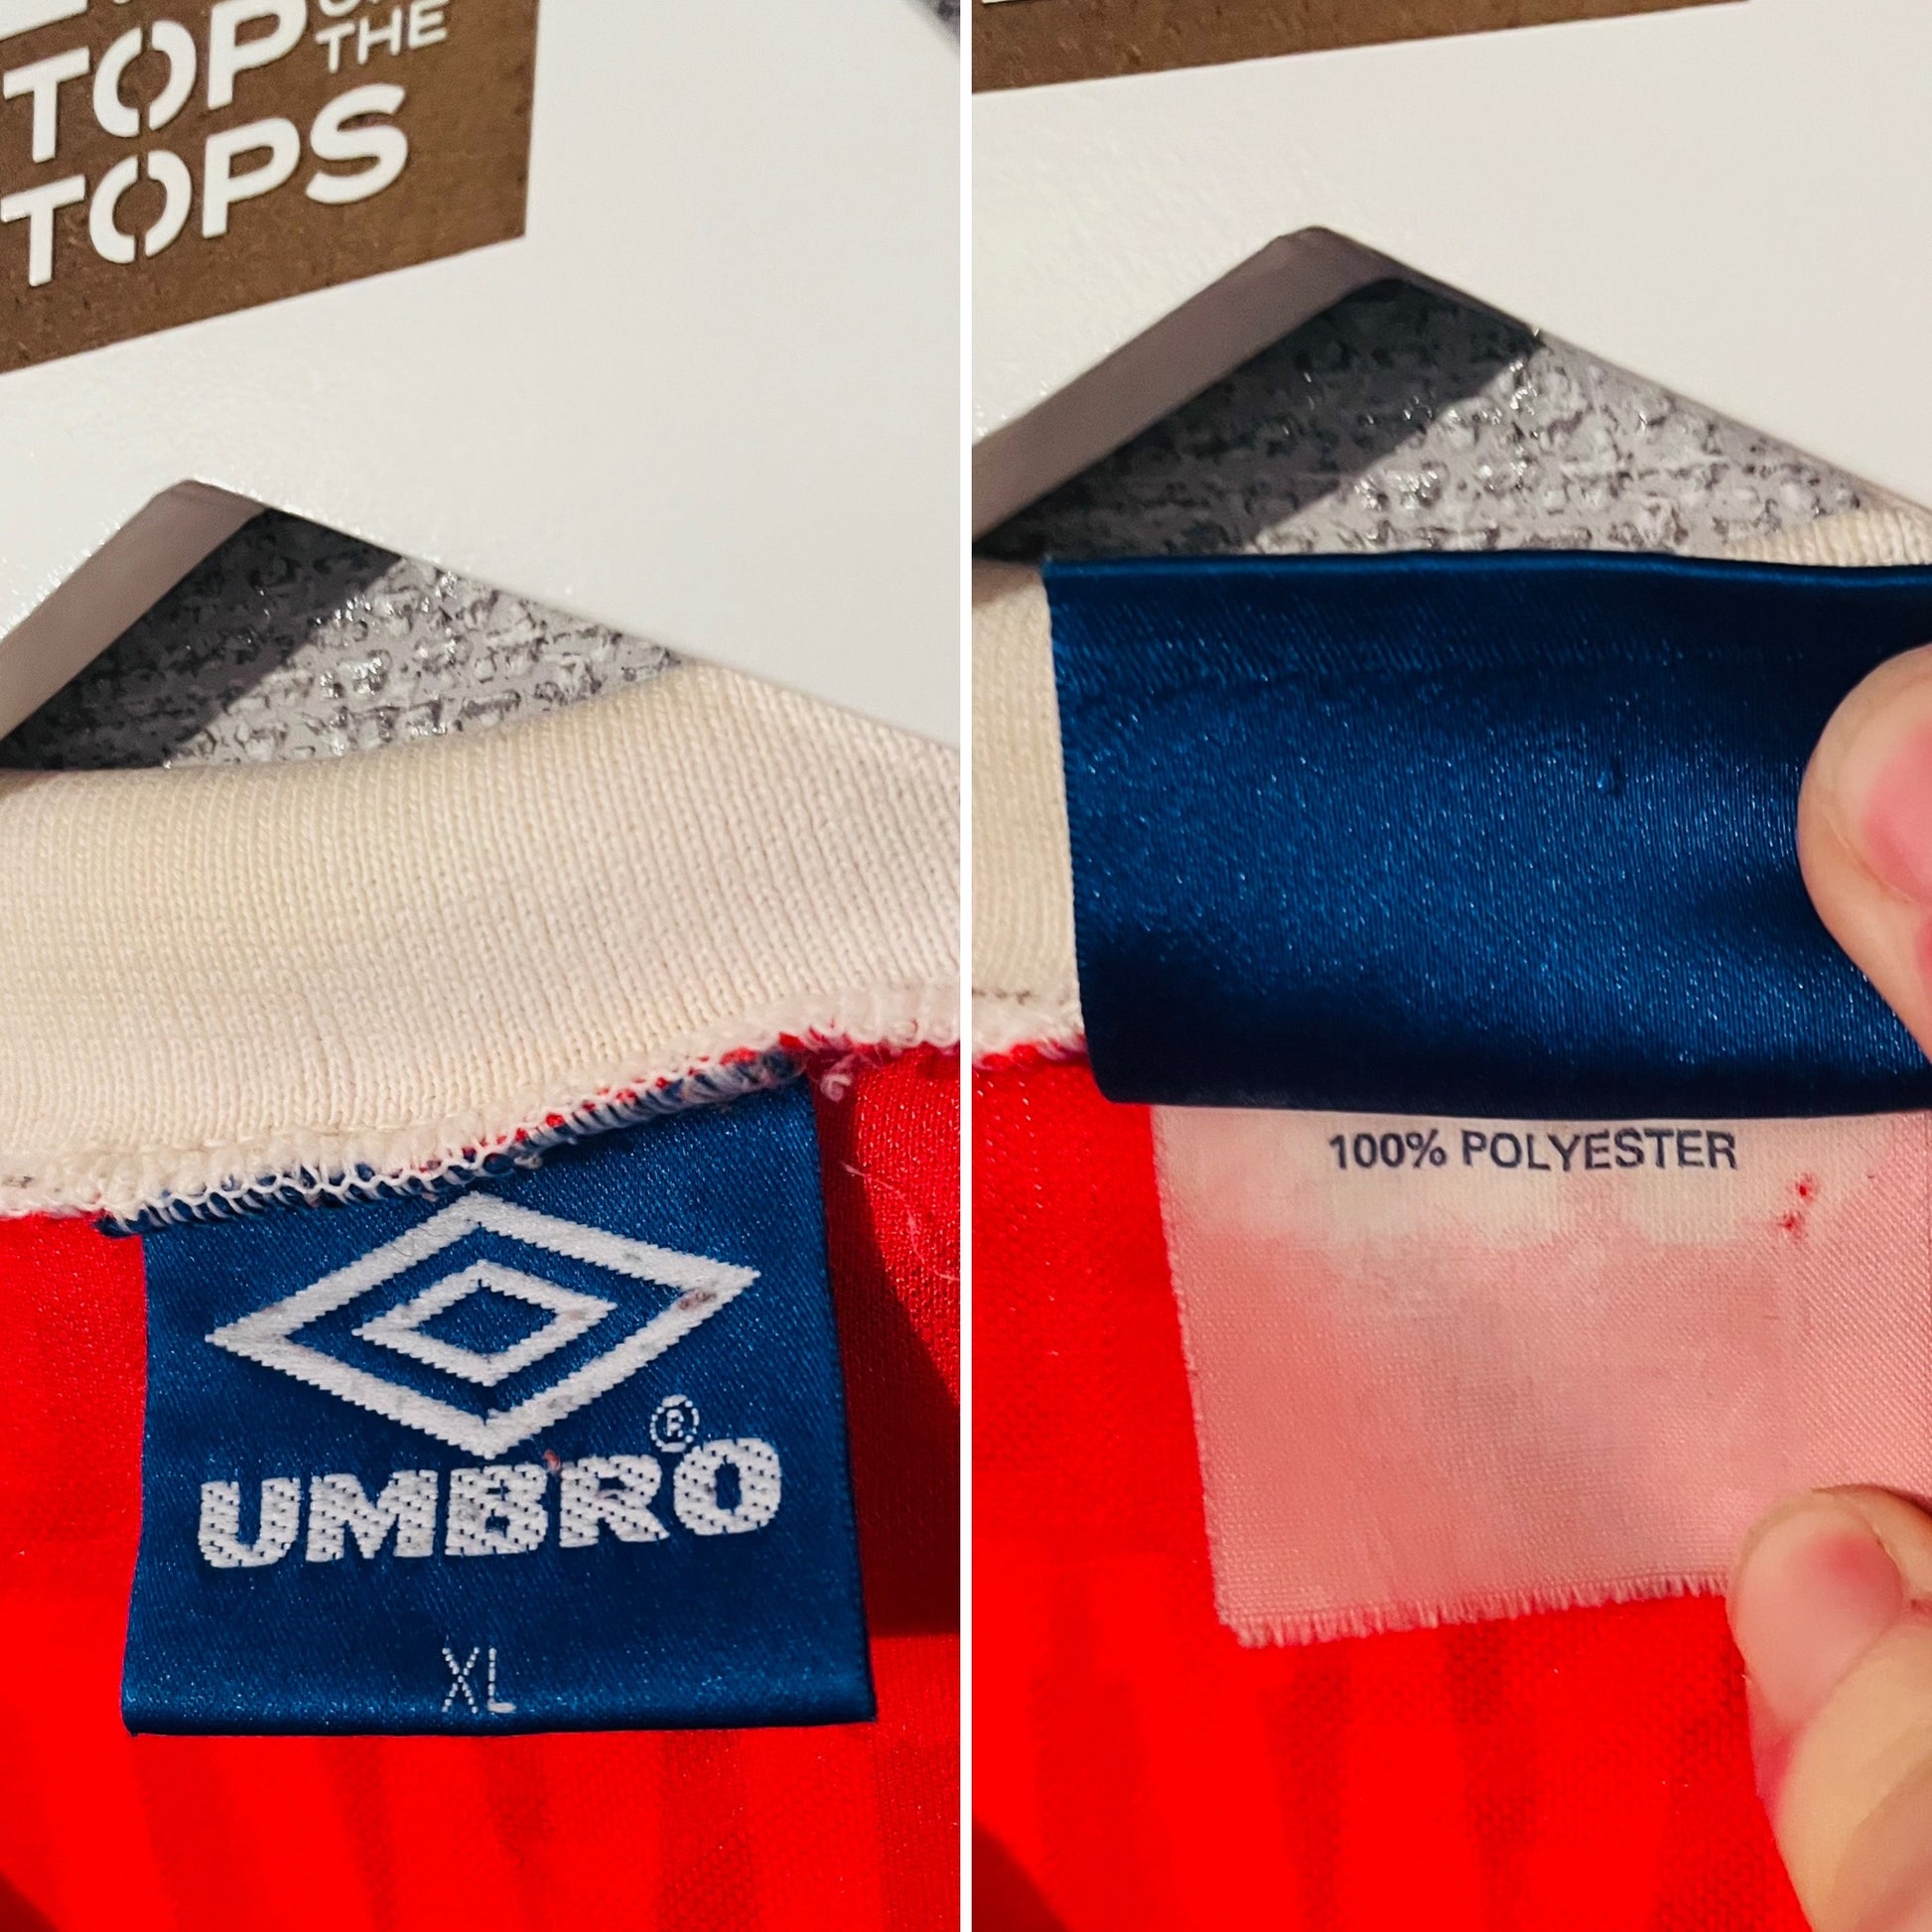 TOP
THE
TOPS
UMBRO®
XL
100% POLYESTER